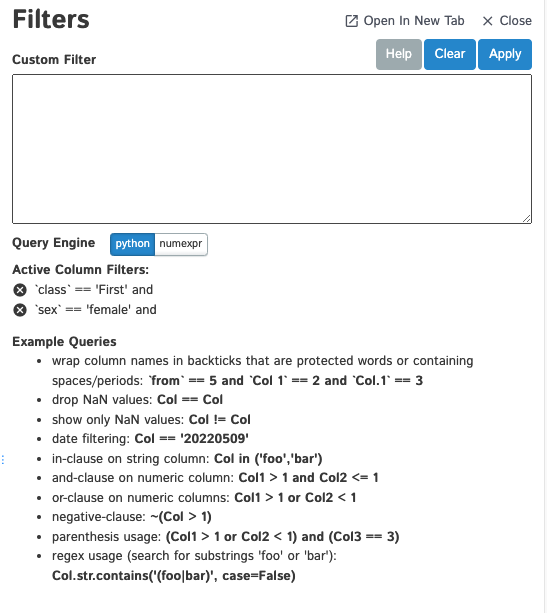 Filters
Open In New Tab
Close
Custom Filter
Help
Clear
Apply
Query Engine
python
numexpr
Active Column Filters:
`class` == 'First' and
`sex` == 'female' and
Example Queries
• wrap column names in backticks that are protected words or containing
spaces/periods: `from` == 5 and `Col 1` == 2 and `Col.1` == 3
• drop NaN values: Col == Col
• show only NaN values: Col != Col
• date filtering: Col == '20220509'
• in-clause on string column: Col in ('foo','bar')
• and-clause on numeric column: Col1 > 1 and Col2 <= 1
• or-clause on numeric columns: Col1 > 1 or Col2 < 1
• negative-clause: ~(Col > 1)
• parenthesis usage: (Col1 > 1 or Col2 < 1) and (Col3 == 3)
• regex usage (search for substrings 'foo' or 'bar'):
Col.str.contains('(foo|bar)', case=False)